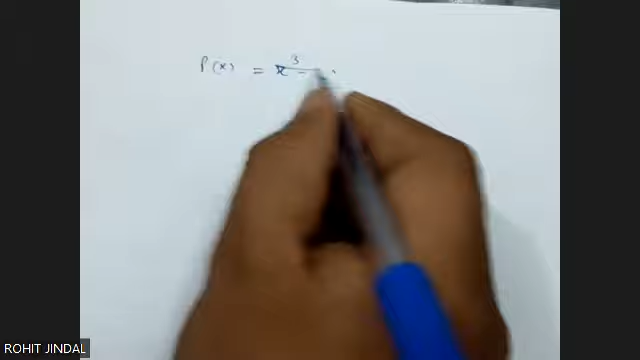 P(x) = x³ -
ROHIT JINDAL